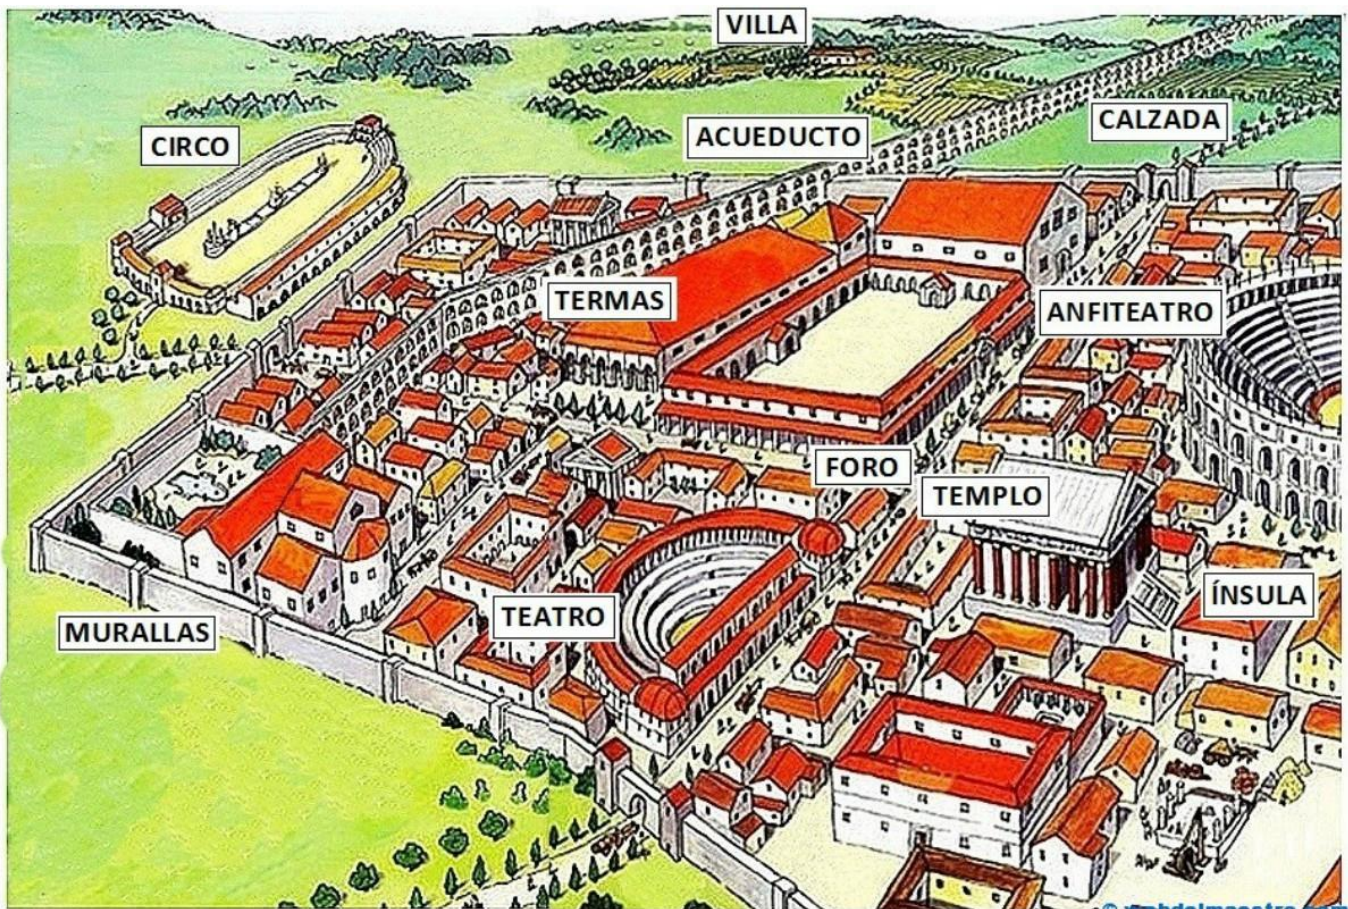 VILLA
CIRCO
ACUEDUCTO
CALZADA
TERMAS
ANFITEATRO
FORO
TEMPLO
ÍNSULA
TEATRO
MURALLAS